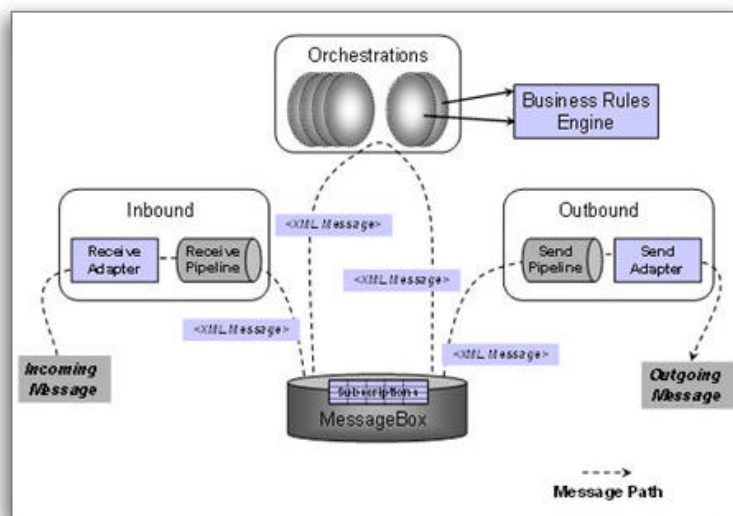 Orchestrations
Business Rules
Engine
Inbound
Receive
Adapter
Receive
Pipeline
<XML Message>
<XML Message>
<XML Message>
<XML Message>
Outbound
Send
Pipeline
Send
Adapter
Incoming
Message
Subscriptions
MessageBox
Outgoing
Message
Message Path